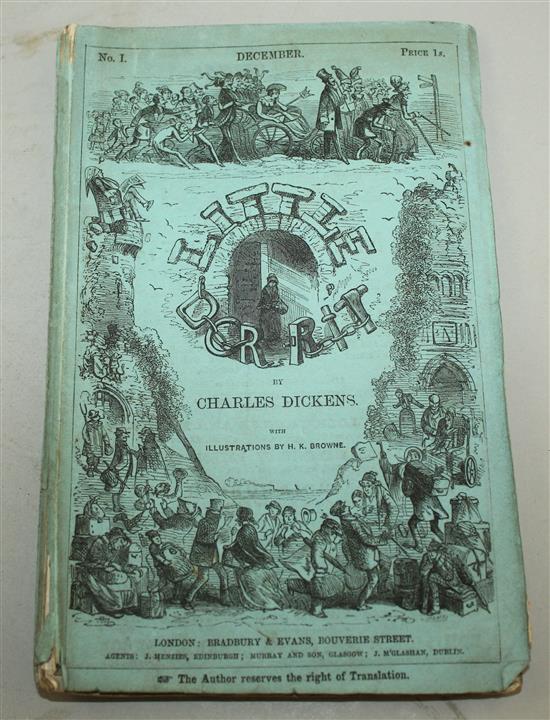 No. I. DECEMBER. PRICE 1s.
LITTLE
DORRIT
BY
CHARLES DICKENS.
WITH
ILLUSTRATIONS BY H. K. BROWNE.
LONDON: BRADBURY & EVANS, BOUVERIE STREET.
AGENTS: J. MENZIES, EDINBURGH; MURRAY AND SON, GLASGOW; J. M'GLASHAN, DUBLIN.
☞ The Author reserves the right of Translation.